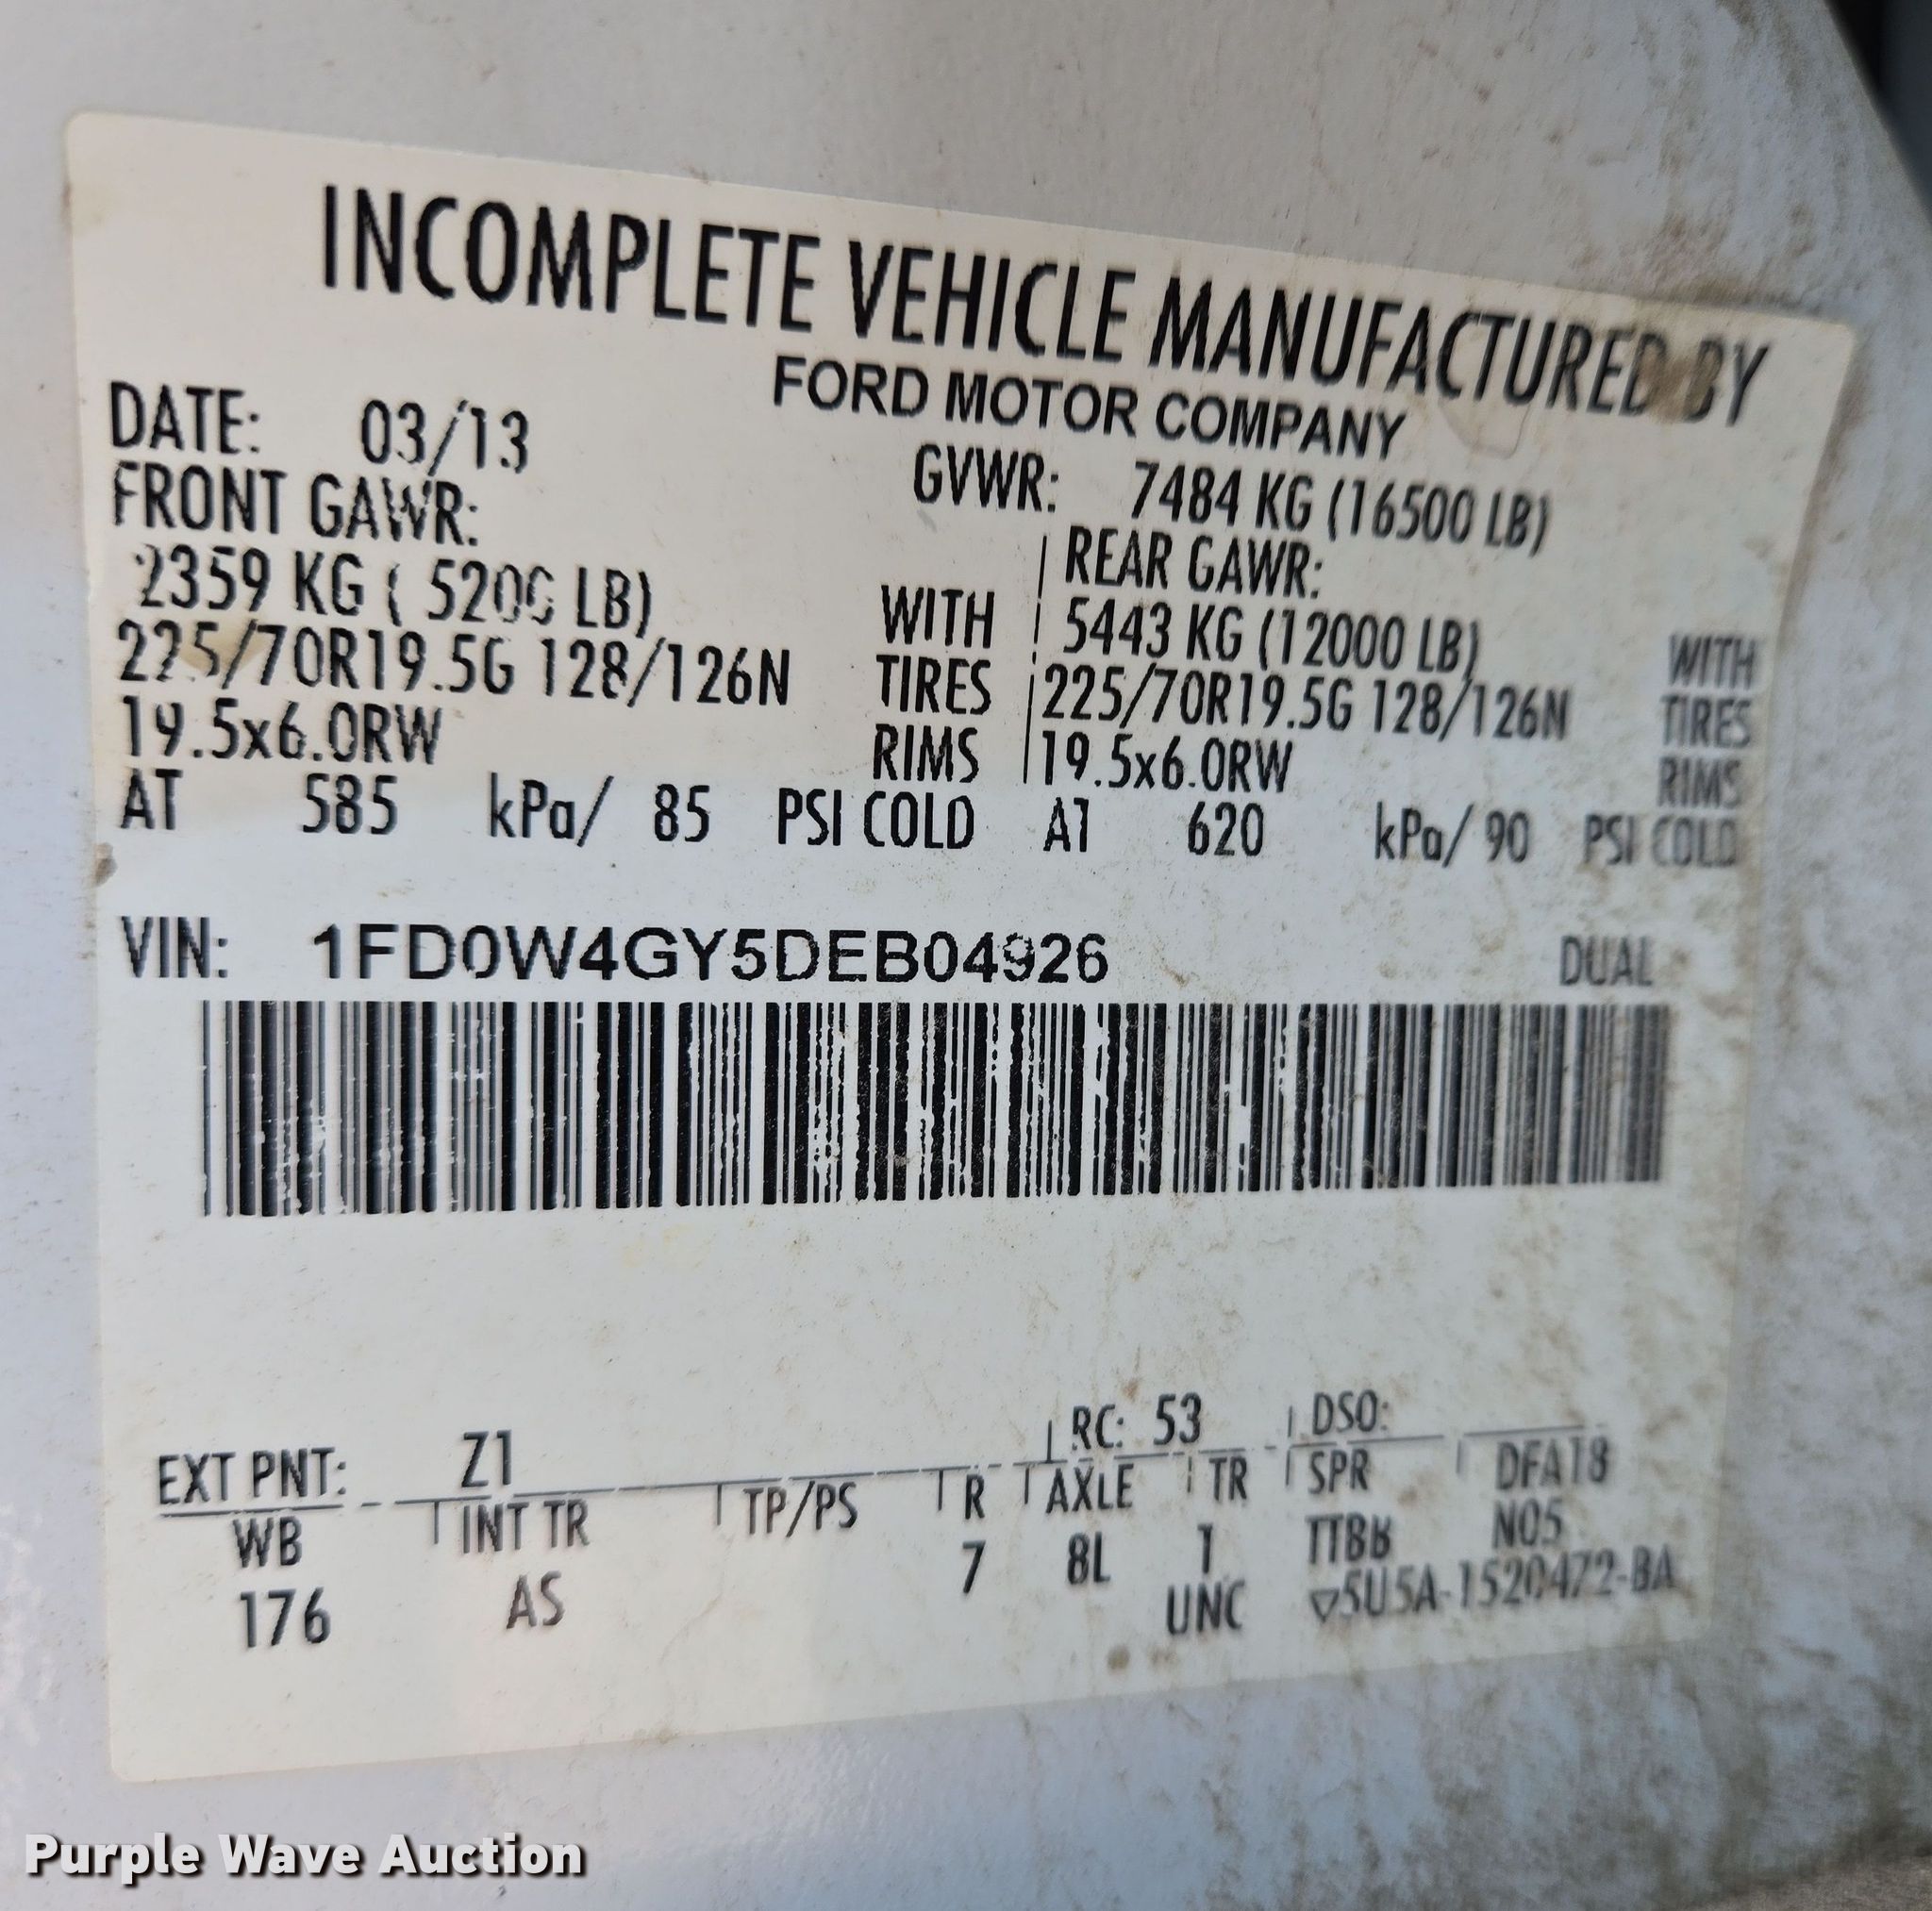 INCOMPLETE VEHICLE MANUFACTURED BY
FORD MOTOR COMPANY
DATE: 03/13
GVWR: 7484 KG (16500 LB)
FRONT GAWR:
REAR GAWR:
2359 KG ( 5200 LB) WITH
5443 KG (12000 LB) WITH
225/70R19.5G 128/126N TIRES
225/70R19.5G 128/126N TIRES
19.5x6.0RW RIMS
19.5x6.0RW RIMS
AT 585 kPa/ 85 PSI COLD
AT 620 kPa/ 90 PSI COLD
VIN: 1FD0W4GY5DEB04926 DUAL
EXT PNT: Z1 RC: 53 DSO:
WB INT TR TP/PS R AXLE TR SPR DFAT8
176 AS 7 8L 1 N05
UNC ▽5U5A-1520472-BA
Purple Wave Auction